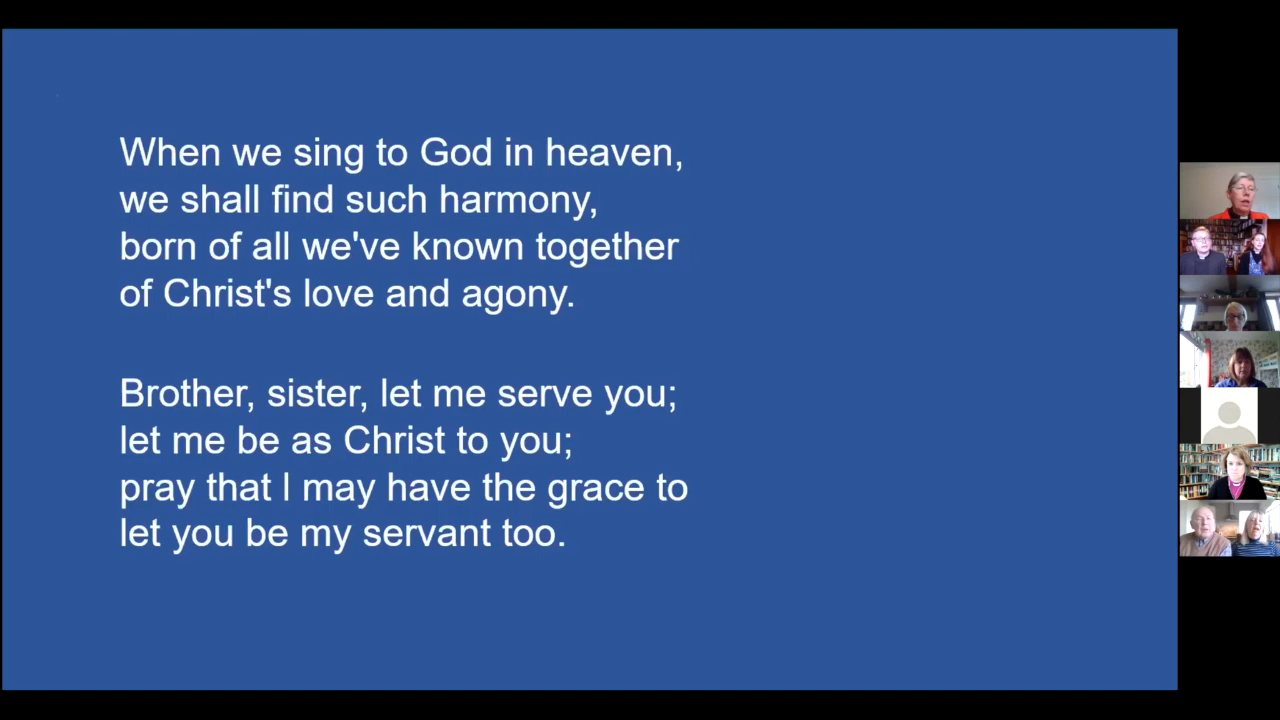 When we sing to God in heaven,
we shall find such harmony,
born of all we've known together
of Christ's love and agony.
Brother, sister, let me serve you;
let me be as Christ to you;
pray that I may have the grace to
let you be my servant too.